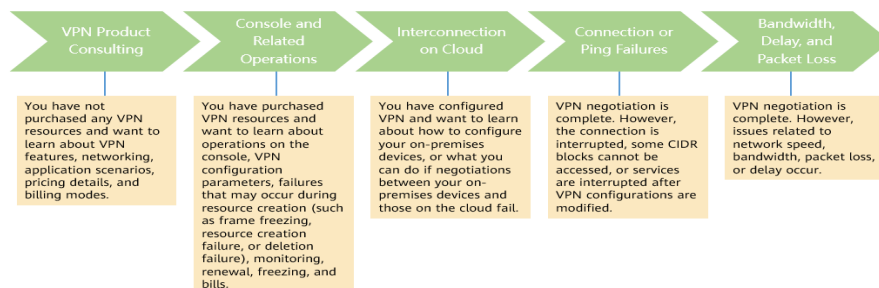 VPN Product
Consulting
You have not
purchased any VPN
resources and want to
learn about VPN
features, networking,
application scenarios,
pricing details, and
billing modes.
Console and
Related
Operations
You have purchased
VPN resources and
want to learn about
operations on the
console, VPN
configuration
parameters, failures
that may occur during
resource creation (such
as frame freezing,
resource creation
failure, or deletion
failure), monitoring,
renewal, freezing, and
bills.
Interconnection
on Cloud
You have configured
VPN and want to learn
about how to configure
your on-premises
devices, or what you
can do if negotiations
between your on-
premises devices and
those on the cloud fail.
Connection or
Ping Failures
VPN negotiation is
complete. However,
the connection is
interrupted, some CIDR
blocks cannot be
accessed, or services
are interrupted after
VPN configurations are
modified.
Bandwidth,
Delay, and
Packet Loss
VPN negotiation is
complete. However,
issues related to
network speed,
bandwidth, packet loss,
or delay occur.